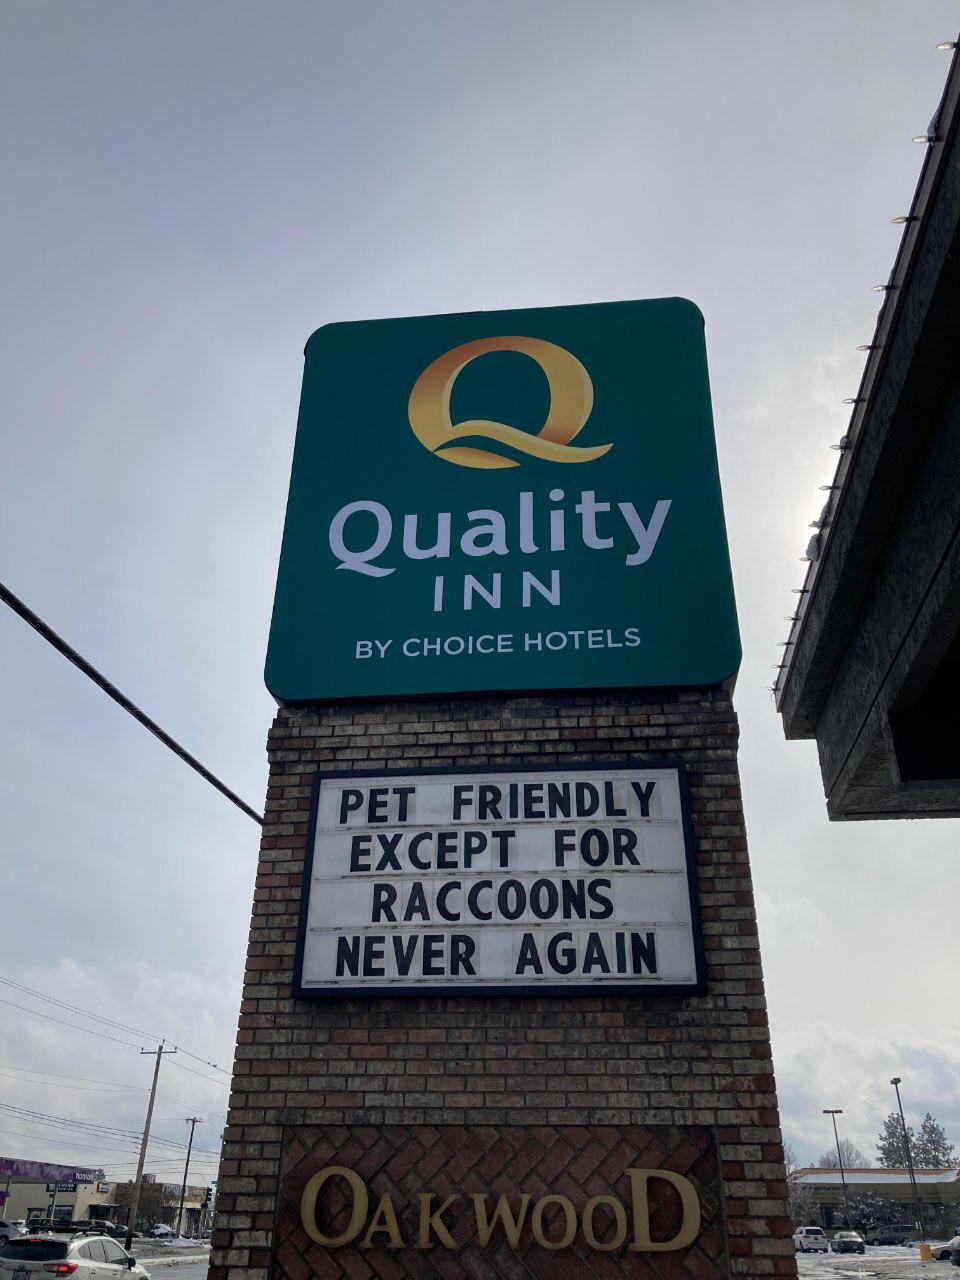 Quality
INN
BY CHOICE HOTELS
PET FRIENDLY
EXCEPT FOR
RACCOONS
NEVER AGAIN
OAKWOOD